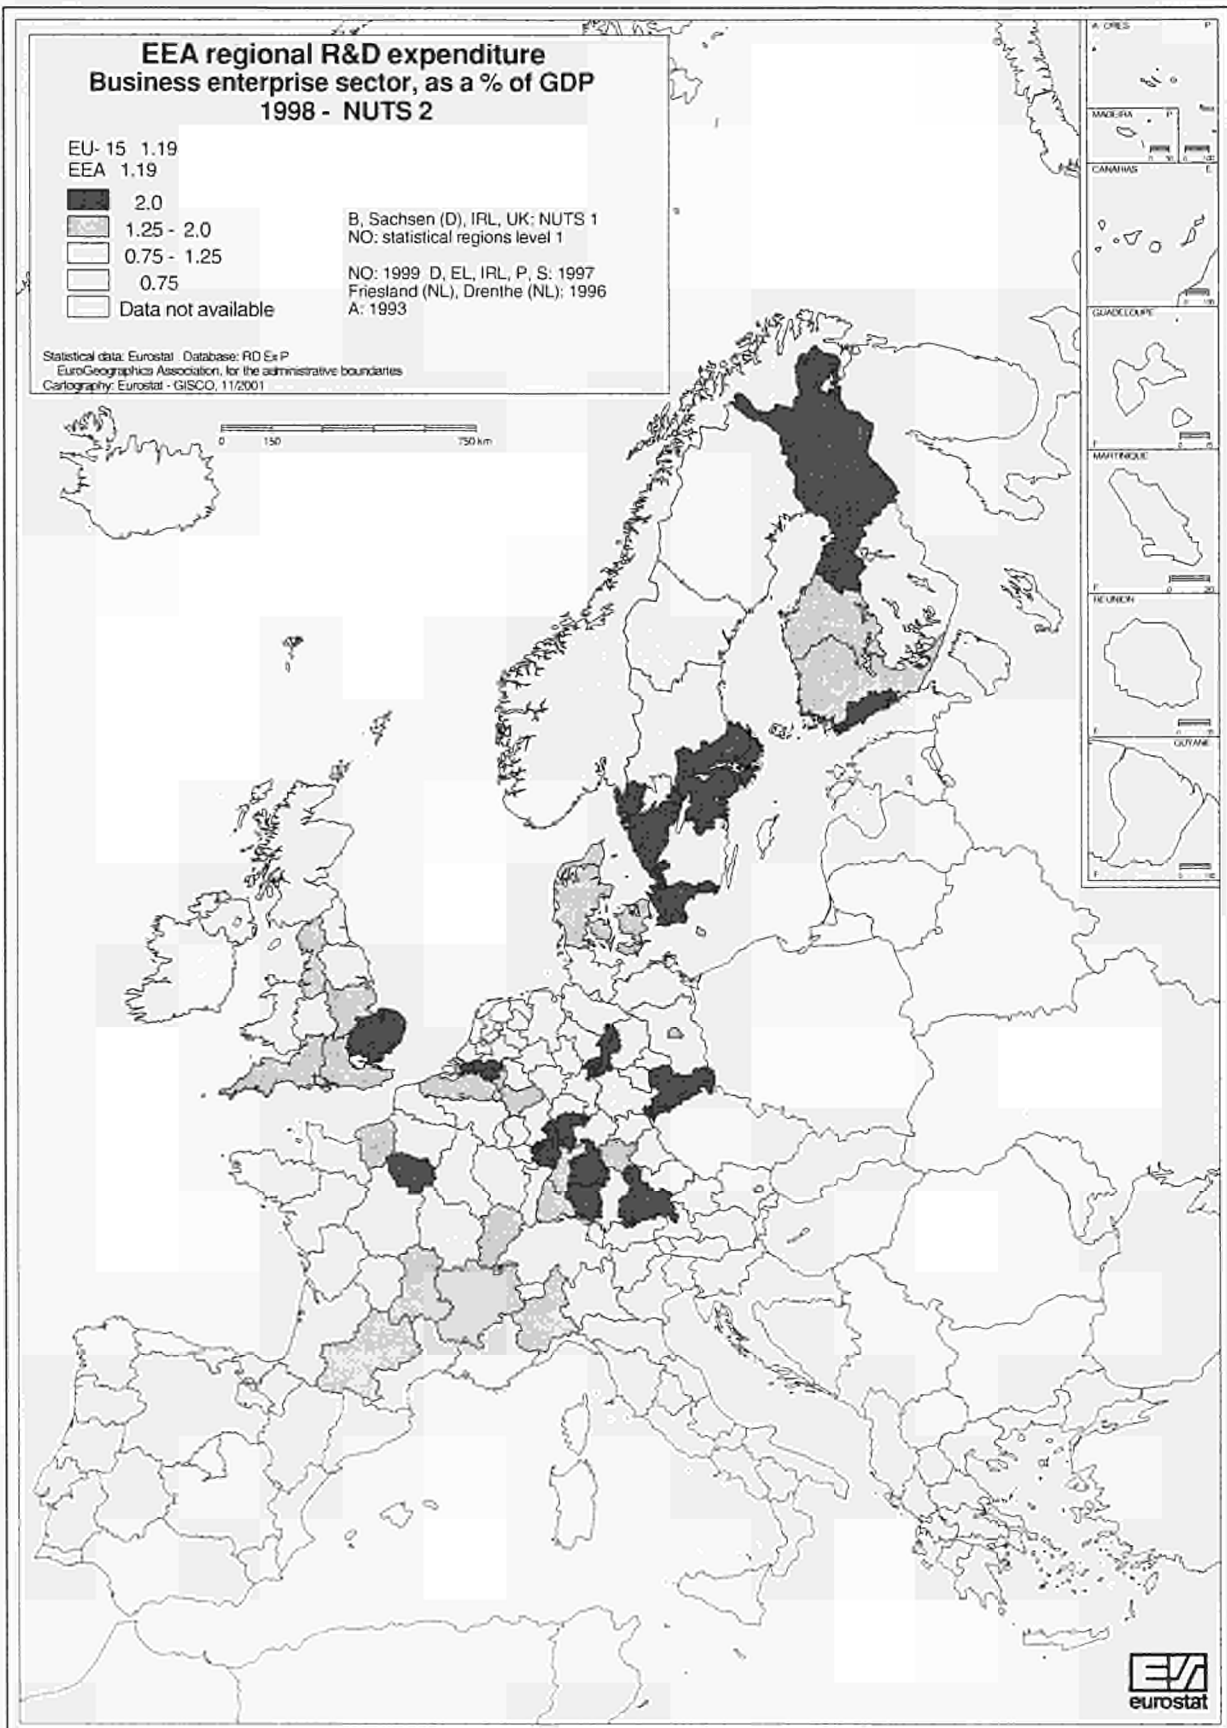 EEA regional R&D expenditure
Business enterprise sector, as a % of GDP
1998 - NUTS 2
EU- 15 1.19
EEA 1.19
2.0
1.25 - 2.0
0.75 - 1.25
0.75
Data not available
B, Sachsen (D), IRL, UK: NUTS 1
NO: statistical regions level 1
NO: 1999 D, EL, IRL, P, S: 1997
Friesland (NL), Drenthe (NL): 1996
A: 1993
Statistical data: Eurostat Database: RD Ex P
EuroGeographics Association, for the administrative boundaries
Cartography: Eurostat - GISCO, 11/2001
0 150 750 km
P
MADEIRA P
CANARIAS E
GUADELOUPE
F
MARTINIQUE
F
0 20
REUNION
F
GUYANE
F
eurostat